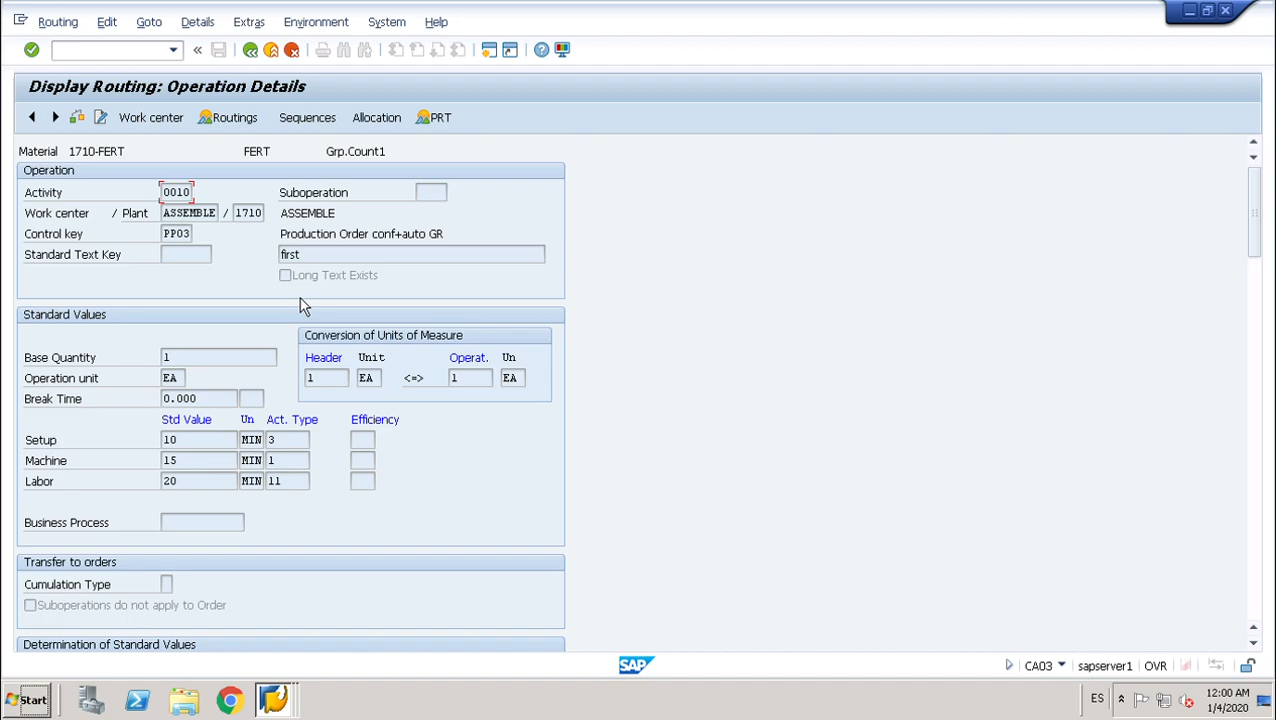 Routing Edit Goto Details Extras Environment System Help
Display Routing: Operation Details
Work center Routings Sequences Allocation PRT
Material 1710-FERT FERT Grp.Count1
Operation
Activity 0010 Suboperation
Work center / Plant ASSEMBLE / 1710 ASSEMBLE
Control key PP03 Production Order conf+auto GR
Standard Text Key first
Long Text Exists
Standard Values
Conversion of Units of Measure
Base Quantity 1 Header Unit Operat. Un
Operation unit EA 1 EA <=> 1 EA
Break Time 0.000
Std Value Un Act. Type Efficiency
Setup 10 MIN 3
Machine 15 MIN 1
Labor 20 MIN 11
Business Process
Transfer to orders
Cumulation Type
Suboperations do not apply to Order
Determination of Standard Values
SAP CA03 sapserver1 OVR
Start ES 12:00 AM
1/4/2020